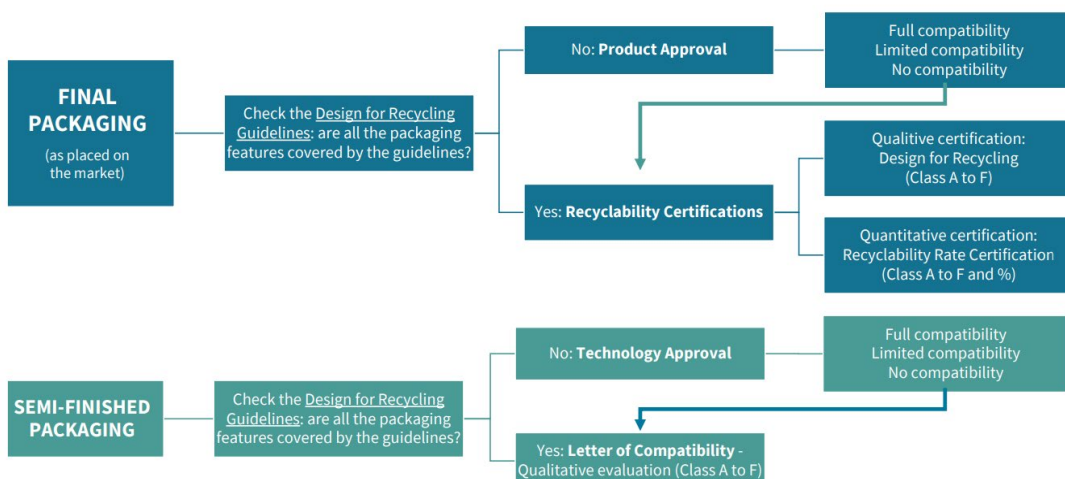 FINAL
PACKAGING
(as placed on
the market)
Check the Design for Recycling
Guidelines: are all the packaging
features covered by the guidelines?
No: Product Approval
Full compatibility
Limited compatibility
No compatibility
Yes: Recyclability Certifications
Qualitive certification:
Design for Recycling
(Class A to F)
Quantitative certification:
Recyclability Rate Certification
(Class A to F and %)
SEMI-FINISHED
PACKAGING
Check the Design for Recycling
Guidelines: are all the packaging
features covered by the guidelines?
No: Technology Approval
Full compatibility
Limited compatibility
No compatibility
Yes: Letter of Compatibility -
Qualitative evaluation (Class A to F)